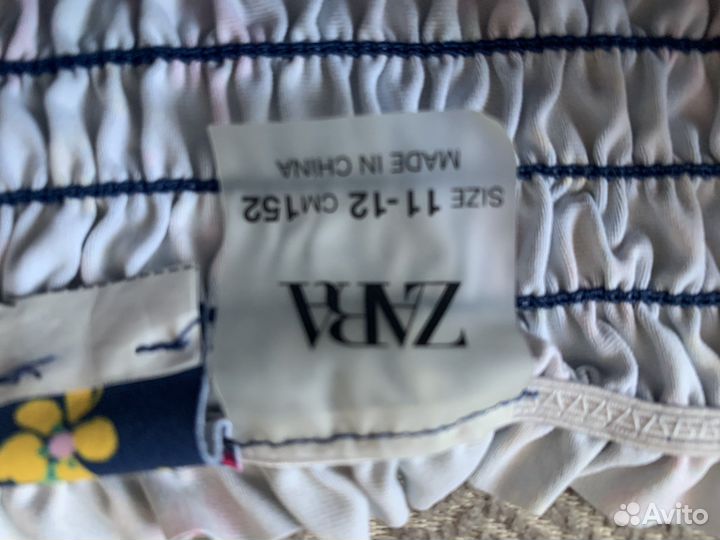 ZARA
SIZE 11-12 CM152
MADE IN CHINA
Avito